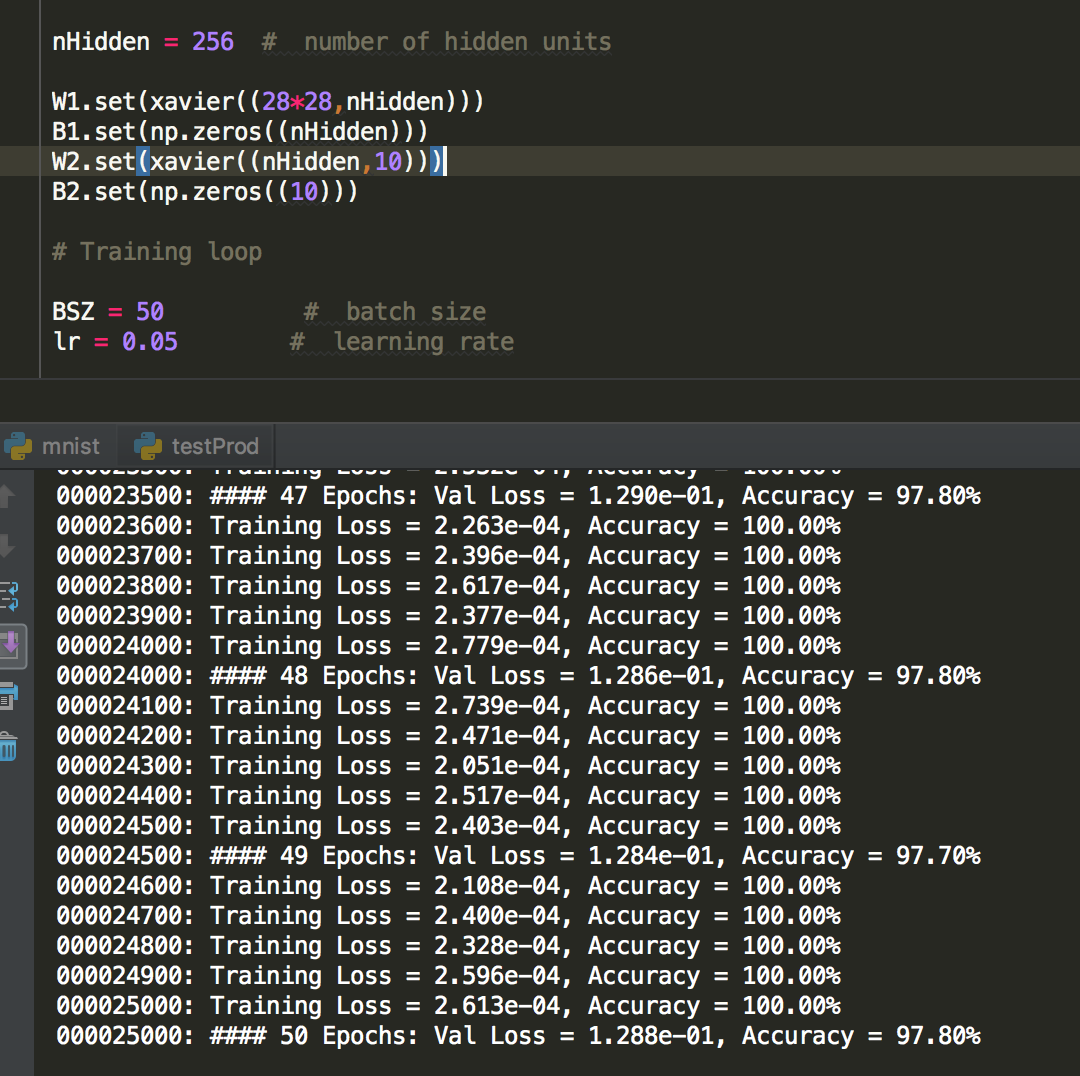 nHidden = 256  #  number of hidden units
W1.set(xavier((28*28,nHidden)))
B1.set(np.zeros((nHidden)))
W2.set(xavier((nHidden,10)))
B2.set(np.zeros((10)))
# Training loop
BSZ = 50          #  batch size
lr = 0.05        #  learning rate
mnist testProd
Training Loss = Accuracy = 100.00%
000023500: #### 47 Epochs: Val Loss = 1.290e-01, Accuracy = 97.80%
000023600: Training Loss = 2.263e-04, Accuracy = 100.00%
000023700: Training Loss = 2.396e-04, Accuracy = 100.00%
000023800: Training Loss = 2.617e-04, Accuracy = 100.00%
000023900: Training Loss = 2.377e-04, Accuracy = 100.00%
000024000: Training Loss = 2.779e-04, Accuracy = 100.00%
000024000: #### 48 Epochs: Val Loss = 1.286e-01, Accuracy = 97.80%
000024100: Training Loss = 2.739e-04, Accuracy = 100.00%
000024200: Training Loss = 2.471e-04, Accuracy = 100.00%
000024300: Training Loss = 2.051e-04, Accuracy = 100.00%
000024400: Training Loss = 2.517e-04, Accuracy = 100.00%
000024500: Training Loss = 2.403e-04, Accuracy = 100.00%
000024500: #### 49 Epochs: Val Loss = 1.284e-01, Accuracy = 97.70%
000024600: Training Loss = 2.108e-04, Accuracy = 100.00%
000024700: Training Loss = 2.400e-04, Accuracy = 100.00%
000024800: Training Loss = 2.328e-04, Accuracy = 100.00%
000024900: Training Loss = 2.596e-04, Accuracy = 100.00%
000025000: Training Loss = 2.613e-04, Accuracy = 100.00%
000025000: #### 50 Epochs: Val Loss = 1.288e-01, Accuracy = 97.80%